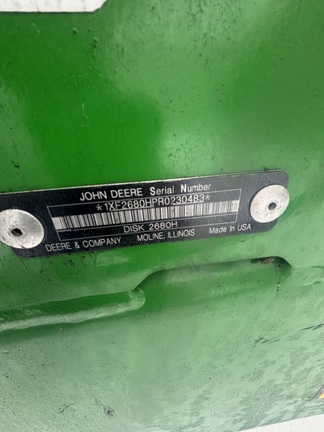 JOHN DEERE Serial Number
*1XF2680HPR0230483*
DISK 2680H
DEERE & COMPANY MOLINE, ILLINOIS Made In USA